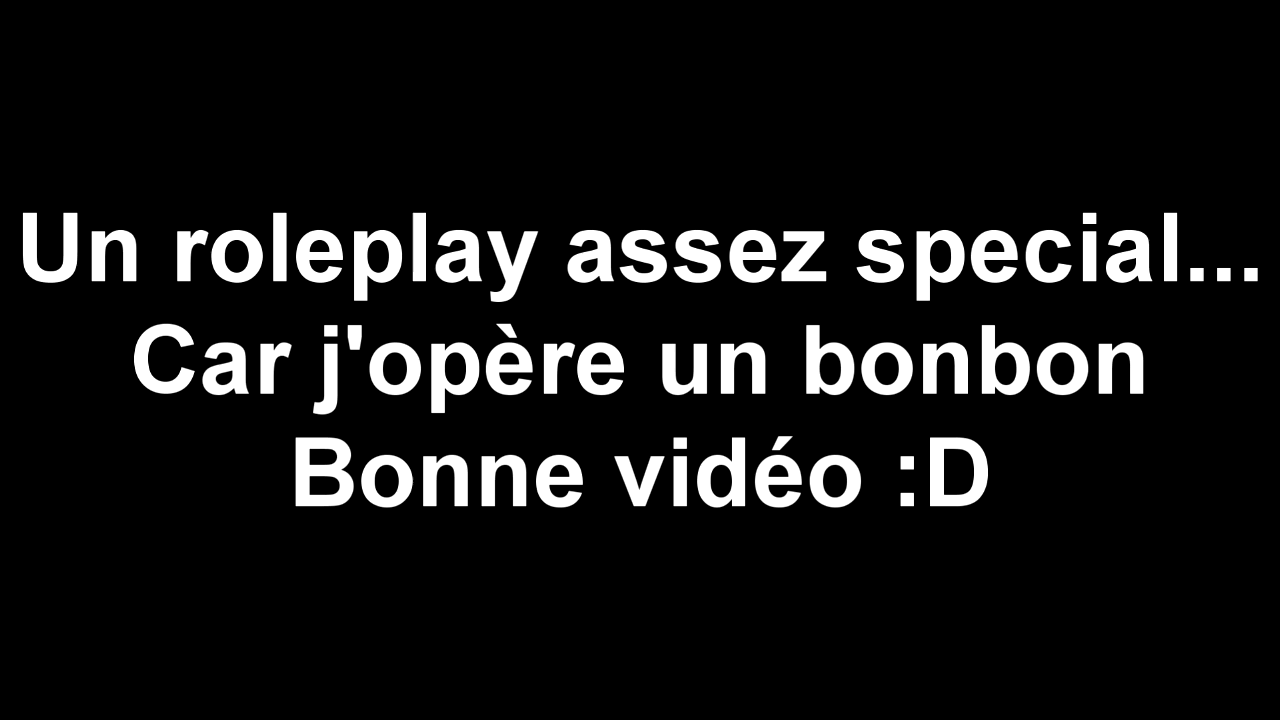 Un roleplay assez special...
Car j'opère un bonbon
Bonne vidéo :D